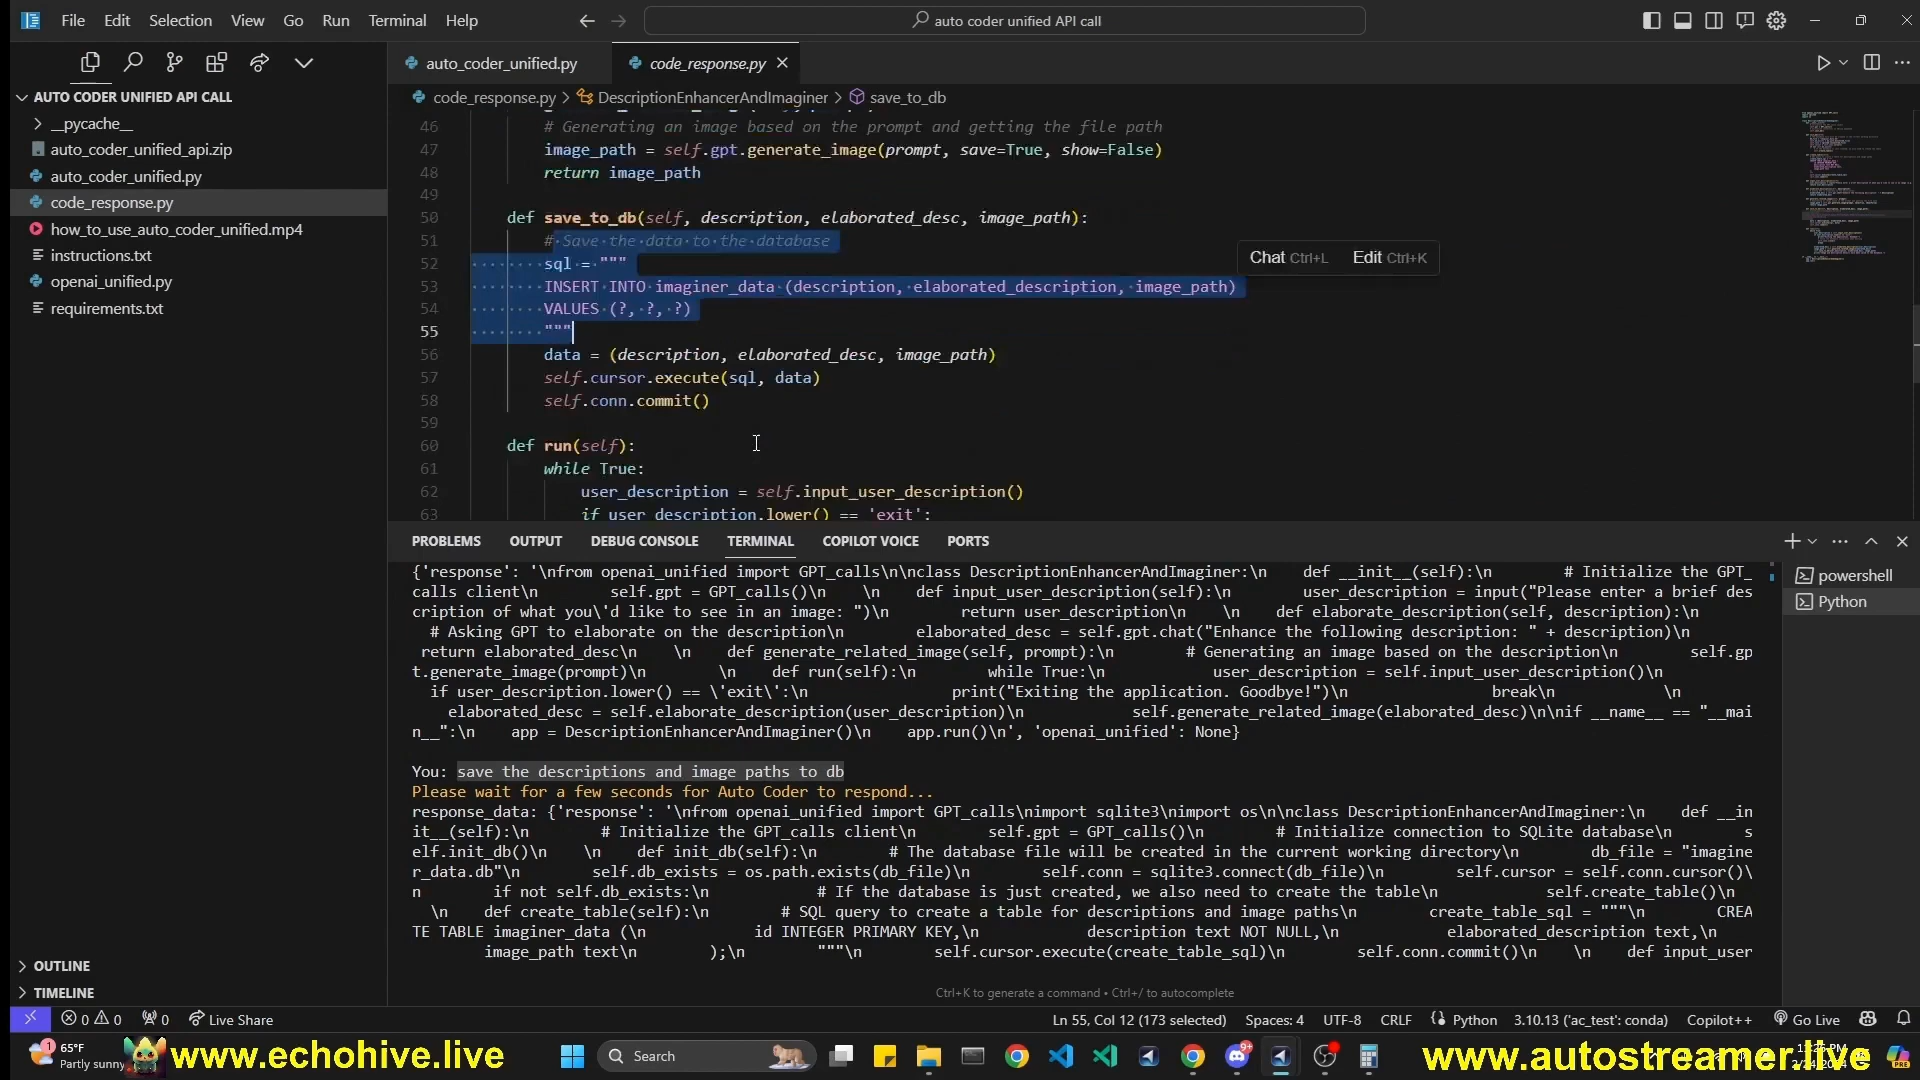 File Edit Selection View Go Run Terminal Help
auto coder unified API call
AUTO CODER UNIFIED API CALL
__pycache__
auto_coder_unified_api.zip
auto_coder_unified.py
code_response.py
how_to_use_auto_coder_unified.mp4
instructions.txt
openai_unified.py
requirements.txt
OUTLINE
TIMELINE
auto_coder_unified.py code_response.py
code_response.py > DescriptionEnhancerAndImaginer > save_to_db
46 # Generating an image based on the prompt and getting the file path
47 image_path = self.gpt.generate_image(prompt, save=True, show=False)
48 return image_path
49
50 def save_to_db(self, description, elaborated_desc, image_path):
51 # Save the data to the database
Chat Ctrl+L Edit Ctrl+K
52 sql = """
53 INSERT INTO imaginer_data (description, elaborated_description, image_path)
54 VALUES (?, ?, ?)
55 """
56 data = (description, elaborated_desc, image_path)
57 self.cursor.execute(sql, data)
58 self.conn.commit()
59
60 def run(self):
61 while True:
62 user_description = self.input_user_description()
63 if user_description.lower() == 'exit':
PROBLEMS OUTPUT DEBUG CONSOLE TERMINAL COPILOT VOICE PORTS
powershell
Python
{'response': '\nfrom openai_unified import GPT_calls\n\nclass DescriptionEnhancerAndImaginer:\n    def __init__(self):\n        # Initialize the GPT_
calls client\n        self.gpt = GPT_calls()\n    \n    def input_user_description(self):\n        user_description = input("Please enter a brief des
cription of what you\'d like to see in an image: ")\n        return user_description\n    \n    def elaborate_description(self, description):\n
# Asking GPT to elaborate on the description\n        elaborated_desc = self.gpt.chat("Enhance the following description: " + description)\n
return elaborated_desc\n    \n    def generate_related_image(self, prompt):\n        # Generating an image based on the description\n        self.gp
t.generate_image(prompt)\n        \n    def run(self):\n        while True:\n            user_description = self.input_user_description()\n
if user_description.lower() == \'exit\':\n                print("Exiting the application. Goodbye!")\n                break\n            \n
elaborated_desc = self.elaborate_description(user_description)\n            self.generate_related_image(elaborated_desc)\n\nif __name__ == "__mai
n__":\n    app = DescriptionEnhancerAndImaginer()\n    app.run()\n', 'openai_unified': None}
You: save the descriptions and image paths to db
Please wait for a few seconds for Auto Coder to respond...
response_data: {'response': '\nfrom openai_unified import GPT_calls\nimport sqlite3\nimport os\n\nclass DescriptionEnhancerAndImaginer:\n    def __in
it__(self):\n        # Initialize the GPT_calls client\n        self.gpt = GPT_calls()\n        # Initialize connection to SQLite database\n        s
elf.init_db()\n    \n    def init_db(self):\n        # The database file will be created in the current working directory\n        db_file = "imagine
r_data.db"\n        self.db_exists = os.path.exists(db_file)\n        self.conn = sqlite3.connect(db_file)\n        self.cursor = self.conn.cursor()\
n        if not self.db_exists:\n            # If the database is just created, we also need to create the table\n            self.create_table()\n
\n    def create_table(self):\n        # SQL query to create a table for descriptions and image paths\n        create_table_sql = """\n        CREA
TE TABLE imaginer_data (\n            id INTEGER PRIMARY KEY,\n            description text NOT NULL,\n            elaborated_description text,\n
image_path text\n        );\n        """\n        self.cursor.execute(create_table_sql)\n        self.conn.commit()\n    \n    def input_user
Ctrl+K to generate a command • Ctrl+/ to autocomplete
0 0 0 Live Share Ln 55, Col 12 (173 selected) Spaces: 4 UTF-8 CRLF Python 3.10.13 ('ac_test': conda) Copilot++ Go Live
1 65°F
Partly sunny
www.echohive.live
Search
9+
www.autostreamer.live